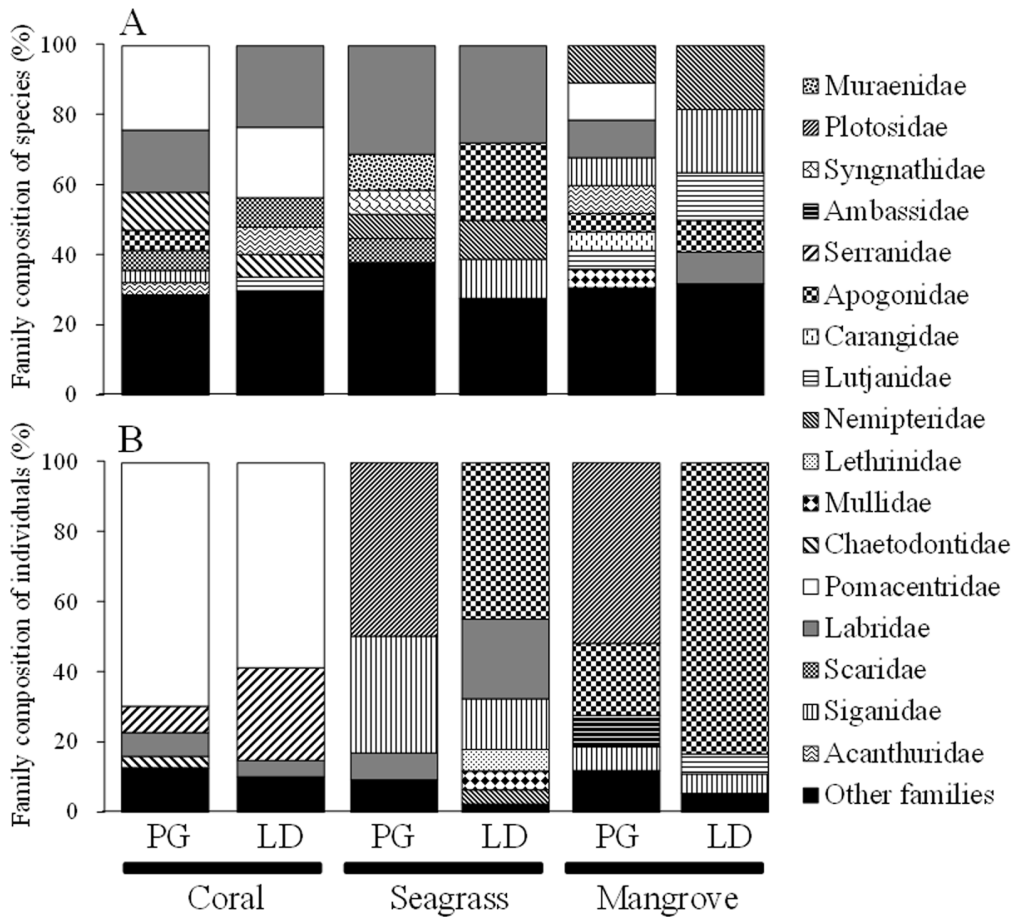 A
Family composition of species (%)
100
80
60
40
20
0
B
Family composition of individuals (%)
100
80
60
40
20
0
PG LD PG LD PG LD
Coral Seagrass Mangrove
Muraenidae
Plotosidae
Syngnathidae
Ambassidae
Serranidae
Apogonidae
Carangidae
Lutjanidae
Nemipteridae
Lethrinidae
Mullidae
Chaetodontidae
Pomacentridae
Labridae
Scaridae
Siganidae
Acanthuridae
Other families